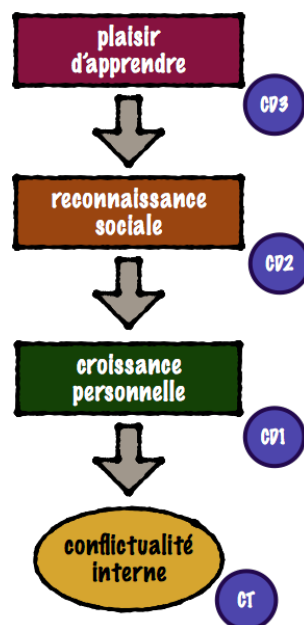 plaisir
d'apprendre
CD3
reconnaissance
sociale
CD2
croissance
personnelle
CD1
conflictualité
interne
CT